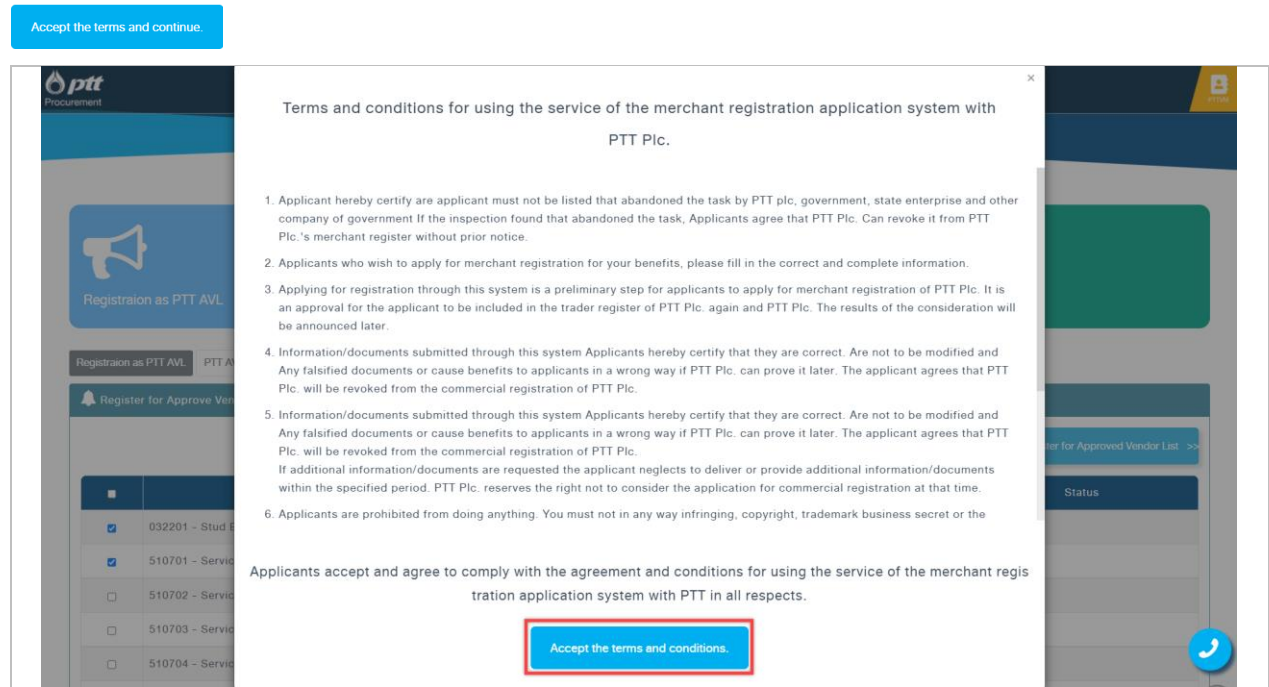 Accept the terms and continue.
ptt
Procurement
×
Terms and conditions for using the service of the merchant registration application system with
PTT Plc.
1. Applicant hereby certify are applicant must not be listed that abandoned the task by PTT plc, government, state enterprise and other
company of government If the inspection found that abandoned the task, Applicants agree that PTT Plc. Can revoke it from PTT
Plc.'s merchant register without prior notice.
2. Applicants who wish to apply for merchant registration for your benefits, please fill in the correct and complete information.
3. Applying for registration through this system is a preliminary step for applicants to apply for merchant registration of PTT Plc. It is
an approval for the applicant to be included in the trader register of PTT Plc. again and PTT Plc. The results of the consideration will
be announced later.
4. Information/documents submitted through this system Applicants hereby certify that they are correct. Are not to be modified and
Any falsified documents or cause benefits to applicants in a wrong way if PTT Plc. can prove it later. The applicant agrees that PTT
Plc. will be revoked from the commercial registration of PTT Plc.
5. Information/documents submitted through this system Applicants hereby certify that they are correct. Are not to be modified and
Any falsified documents or cause benefits to applicants in a wrong way if PTT Plc. can prove it later. The applicant agrees that PTT
Plc. will be revoked from the commercial registration of PTT Plc.
If additional information/documents are requested the applicant neglects to deliver or provide additional information/documents
within the specified period. PTT Plc. reserves the right not to consider the application for commercial registration at that time.
6. Applicants are prohibited from doing anything. You must not in any way infringing, copyright, trademark business secret or the
Applicants accept and agree to comply with the agreement and conditions for using the service of the merchant regis
tration application system with PTT in all respects.
Accept the terms and conditions.
Registraion as PTT AVL
Registraion as PTT AVL PTT A
Register for Approve Ven
ter for Approved Vendor List >>
Status
032201 - Stud
510701 - Servic
510702 - Servic
510703 - Servic
510704 - Servic